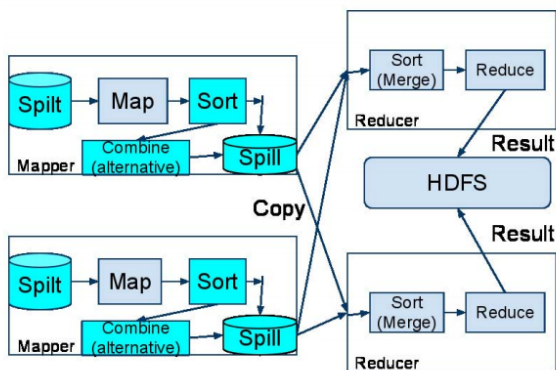 Spilt
Map
Sort
Combine
(alternative)
Spill
Mapper
Sort
(Merge)
Reduce
Reducer
Result
HDFS
Copy
Result
Spilt
Map
Sort
Combine
(alternative)
Spill
Mapper
Sort
(Merge)
Reduce
Reducer